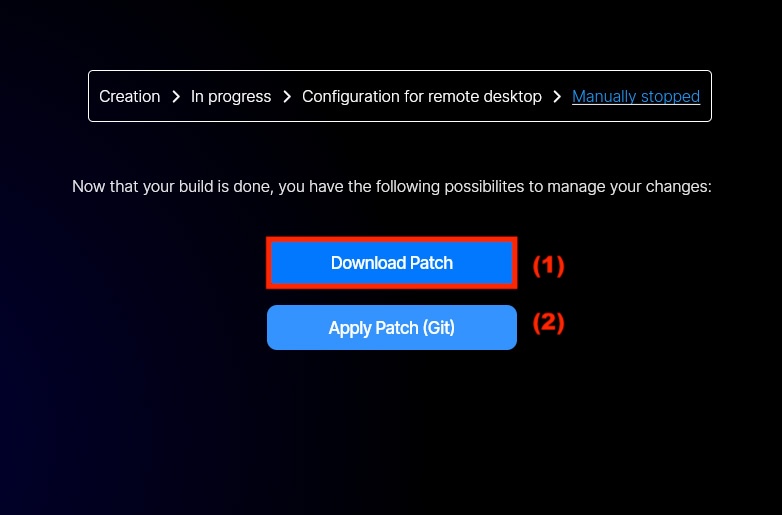 Creation > In progress > Configuration for remote desktop > Manually stopped
Now that your build is done, you have the following possibilites to manage your changes:
Download Patch (1)
Apply Patch (Git) (2)